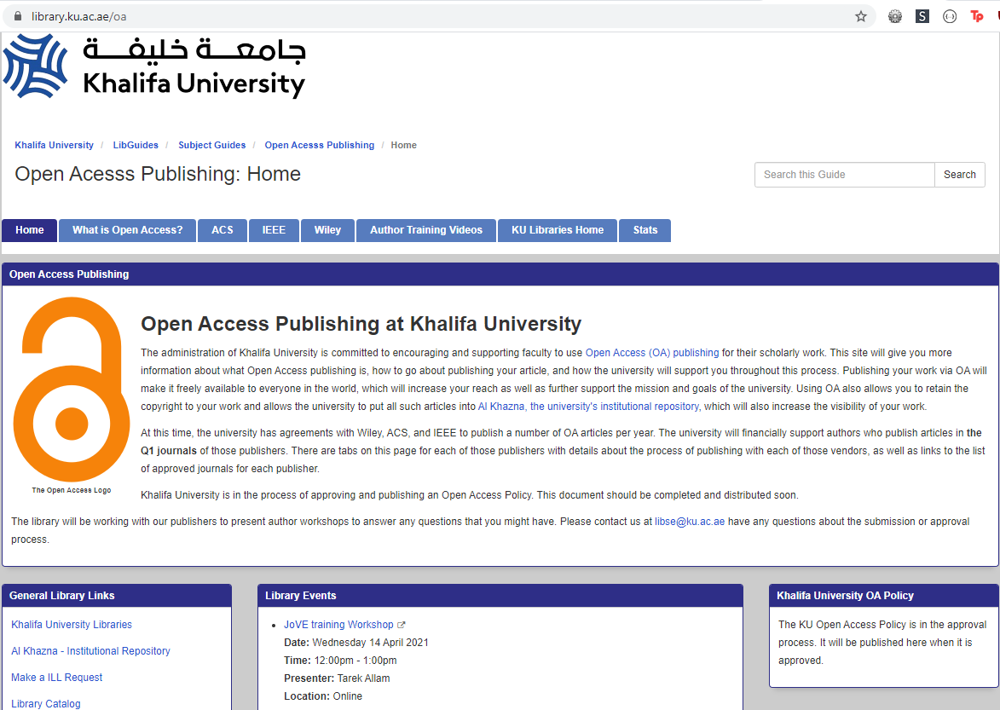 library.ku.ac.ae/oa
S
Tp
جامعة خليفة
Khalifa University
Khalifa University / LibGuides / Subject Guides / Open Acesss Publishing / Home
Open Acesss Publishing: Home
Search this Guide Search
Home What is Open Access? ACS IEEE Wiley Author Training Videos KU Libraries Home Stats
Open Access Publishing
Open Access Publishing at Khalifa University
The administration of Khalifa University is committed to encouraging and supporting faculty to use Open Access (OA) publishing for their scholarly work. This site will give you more
information about what Open Access publishing is, how to go about publishing your article, and how the university will support you throughout this process. Publishing your work via OA will
make it freely available to everyone in the world, which will increase your reach as well as further support the mission and goals of the university. Using OA also allows you to retain the
copyright to your work and allows the university to put all such articles into Al Khazna, the university's institutional repository, which will also increase the visibility of your work.
At this time, the university has agreements with Wiley, ACS, and IEEE to publish a number of OA articles per year. The university will financially support authors who publish articles in the
Q1 journals of those publishers. There are tabs on this page for each of those publishers with details about the process of publishing with each of those vendors, as well as links to the list
of approved journals for each publisher.
The Open Access Logo
Khalifa University is in the process of approving and publishing an Open Access Policy. This document should be completed and distributed soon.
The library will be working with our publishers to present author workshops to answer any questions that you might have. Please contact us at libse@ku.ac.ae have any questions about the submission or approval
process.
General Library Links
Khalifa University Libraries
Al Khazna - Institutional Repository
Make a ILL Request
Library Catalog
Library Events
JoVE training Workshop
Date: Wednesday 14 April 2021
Time: 12:00pm - 1:00pm
Presenter: Tarek Allam
Location: Online
Khalifa University OA Policy
The KU Open Access Policy is in the approval
process. It will be published here when it is
approved.